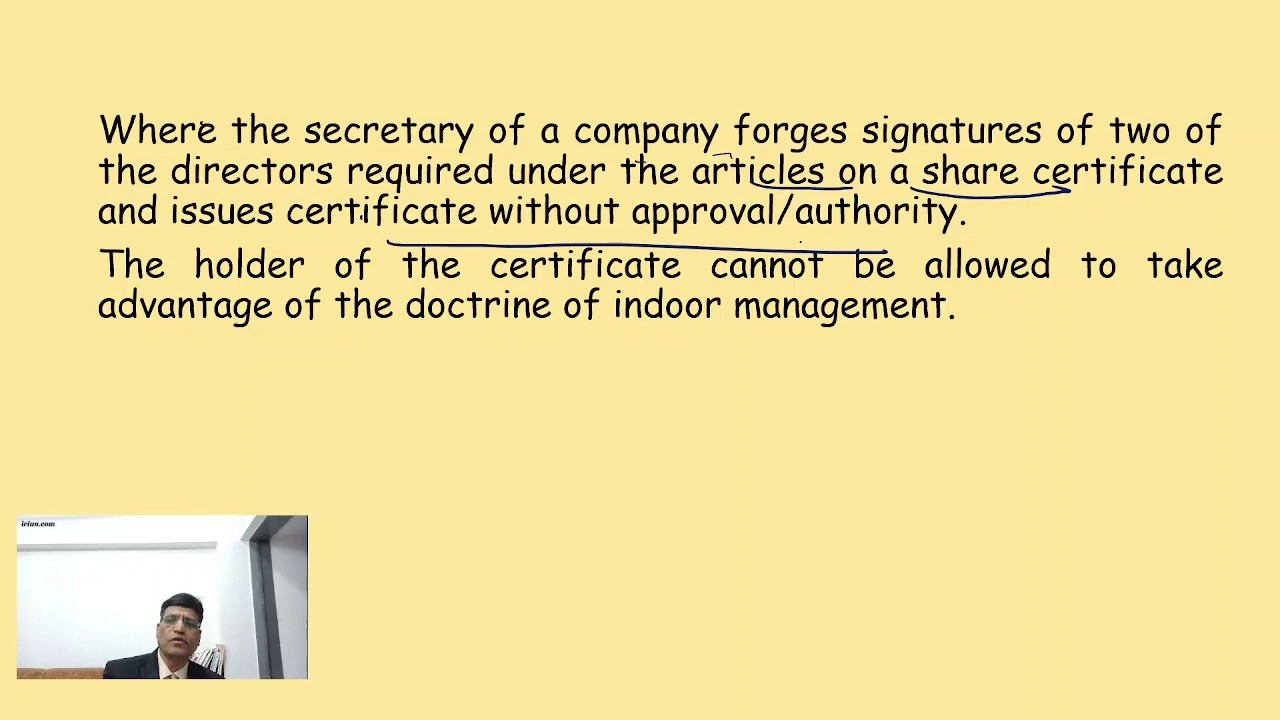 Where the secretary of a company forges signatures of two of
the directors required under the articles on a share certificate
and issues certificate without approval/authority.
The holder of the certificate cannot be allowed to take
advantage of the doctrine of indoor management.
iriun.com